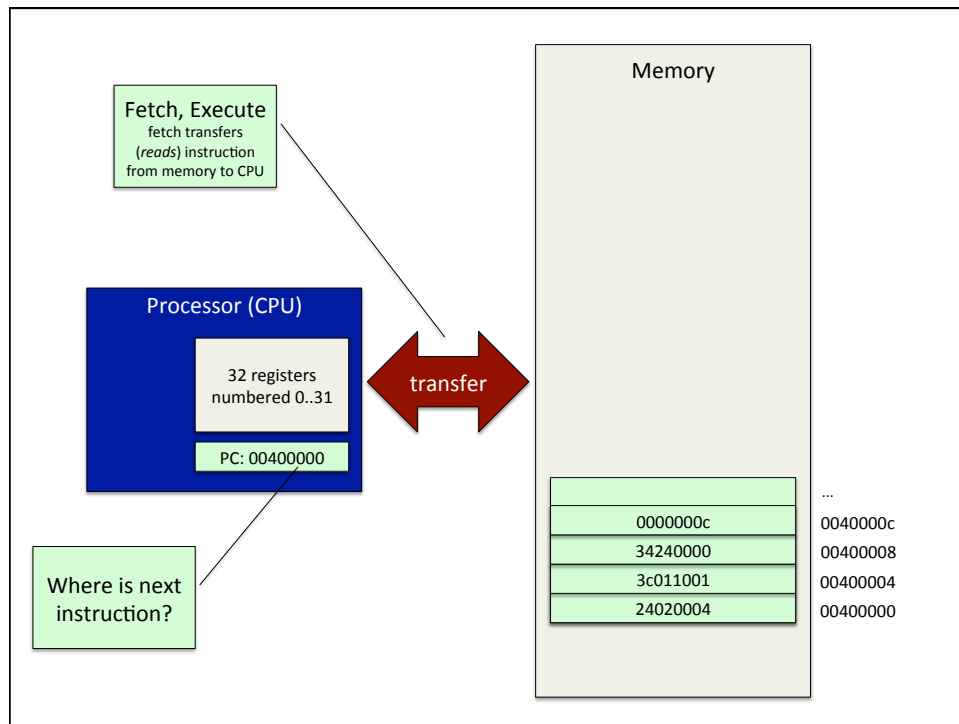 Memory
Fetch, Execute
fetch transfers
(reads) instruction
from memory to CPU
Processor (CPU)
32 registers
numbered 0..31
transfer
PC: 00400000
...
0000000c 0040000c
34240000 00400008
3c011001 00400004
24020004 00400000
Where is next
instruction?